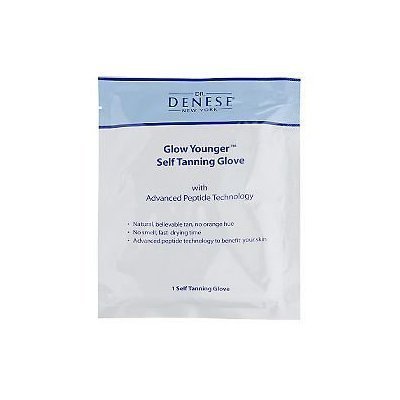 DR.
DENESE®
NEW YORK
Glow Younger™
Self Tanning Glove
with
Advanced Peptide Technology
• Natural, believable tan, no orange hue
• No smell, fast-drying time
• Advanced peptide technology to benefit your skin
1 Self Tanning Glove